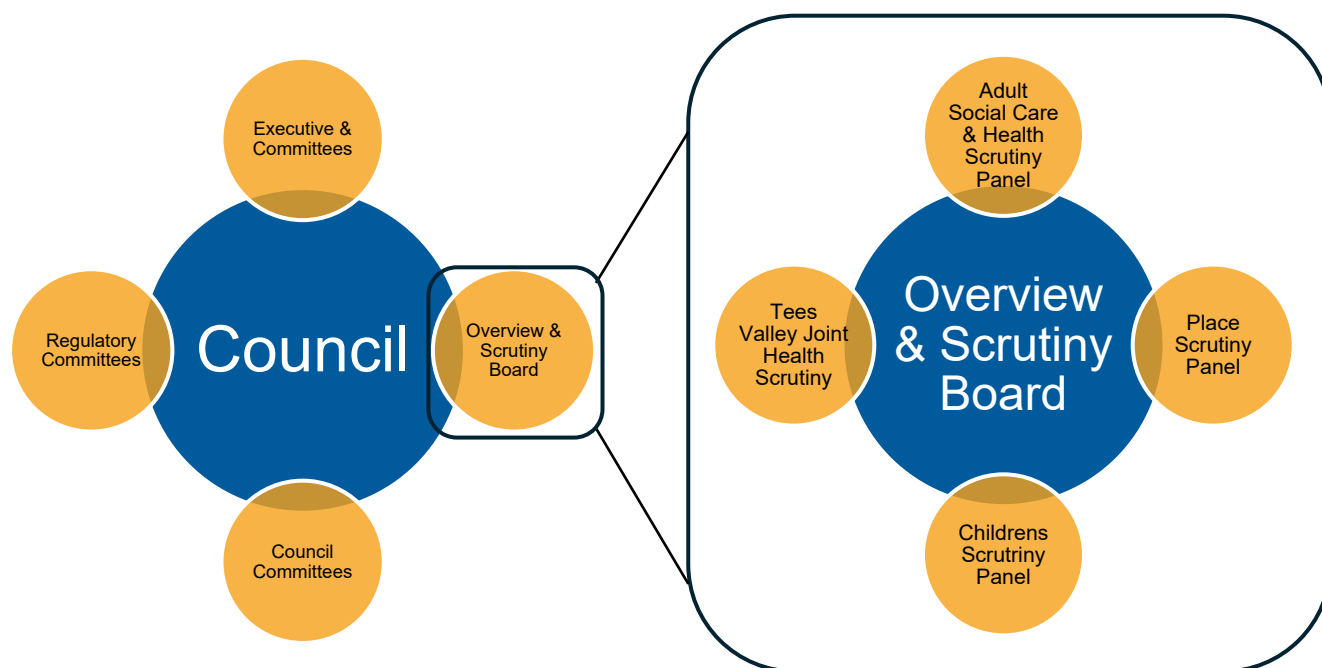 Executive &
Committees
Regulatory
Committees
Council
Overview &
Scrutiny
Board
Council
Committees
Adult
Social Care
& Health
Scrutiny
Panel
Tees
Valley Joint
Health
Scrutiny
Overview
& Scrutiny
Board
Place
Scrutiny
Panel
Childrens
Scrutriny
Panel